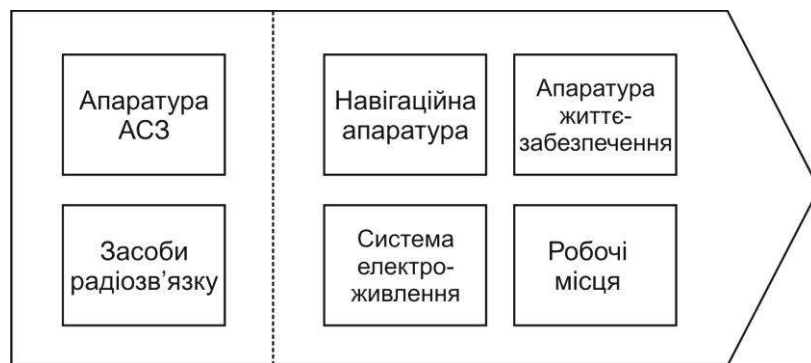 Апаратура
АСЗ
Навігаційна
апаратура
Апаратура
життє-
забезпечення
Засоби
радіозв'язку
Система
електро-
живлення
Робочі
місця